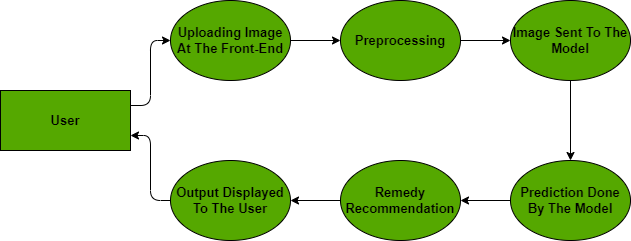 User
Uploading Image
At The Front-End
Preprocessing
Image Sent To The
Model
Prediction Done
By The Model
Remedy
Recommendation
Output Displayed
To The User